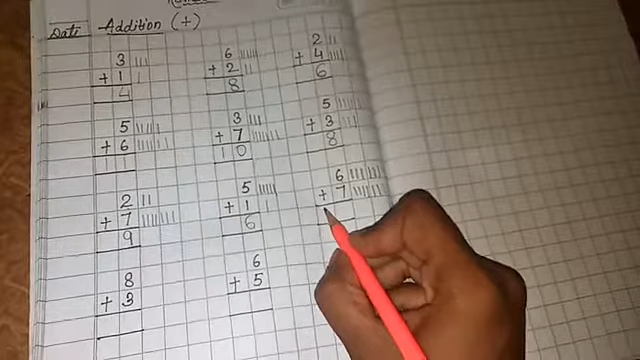 Date Addition (+)
3 6 2
+ 1 + 2 + 4
4 8 6
5 3 5
+ 6 + 7 + 3
11 10 8
2 5 6
+ 7 + 1 + 7
9 6
8 6
+ 3 + 5